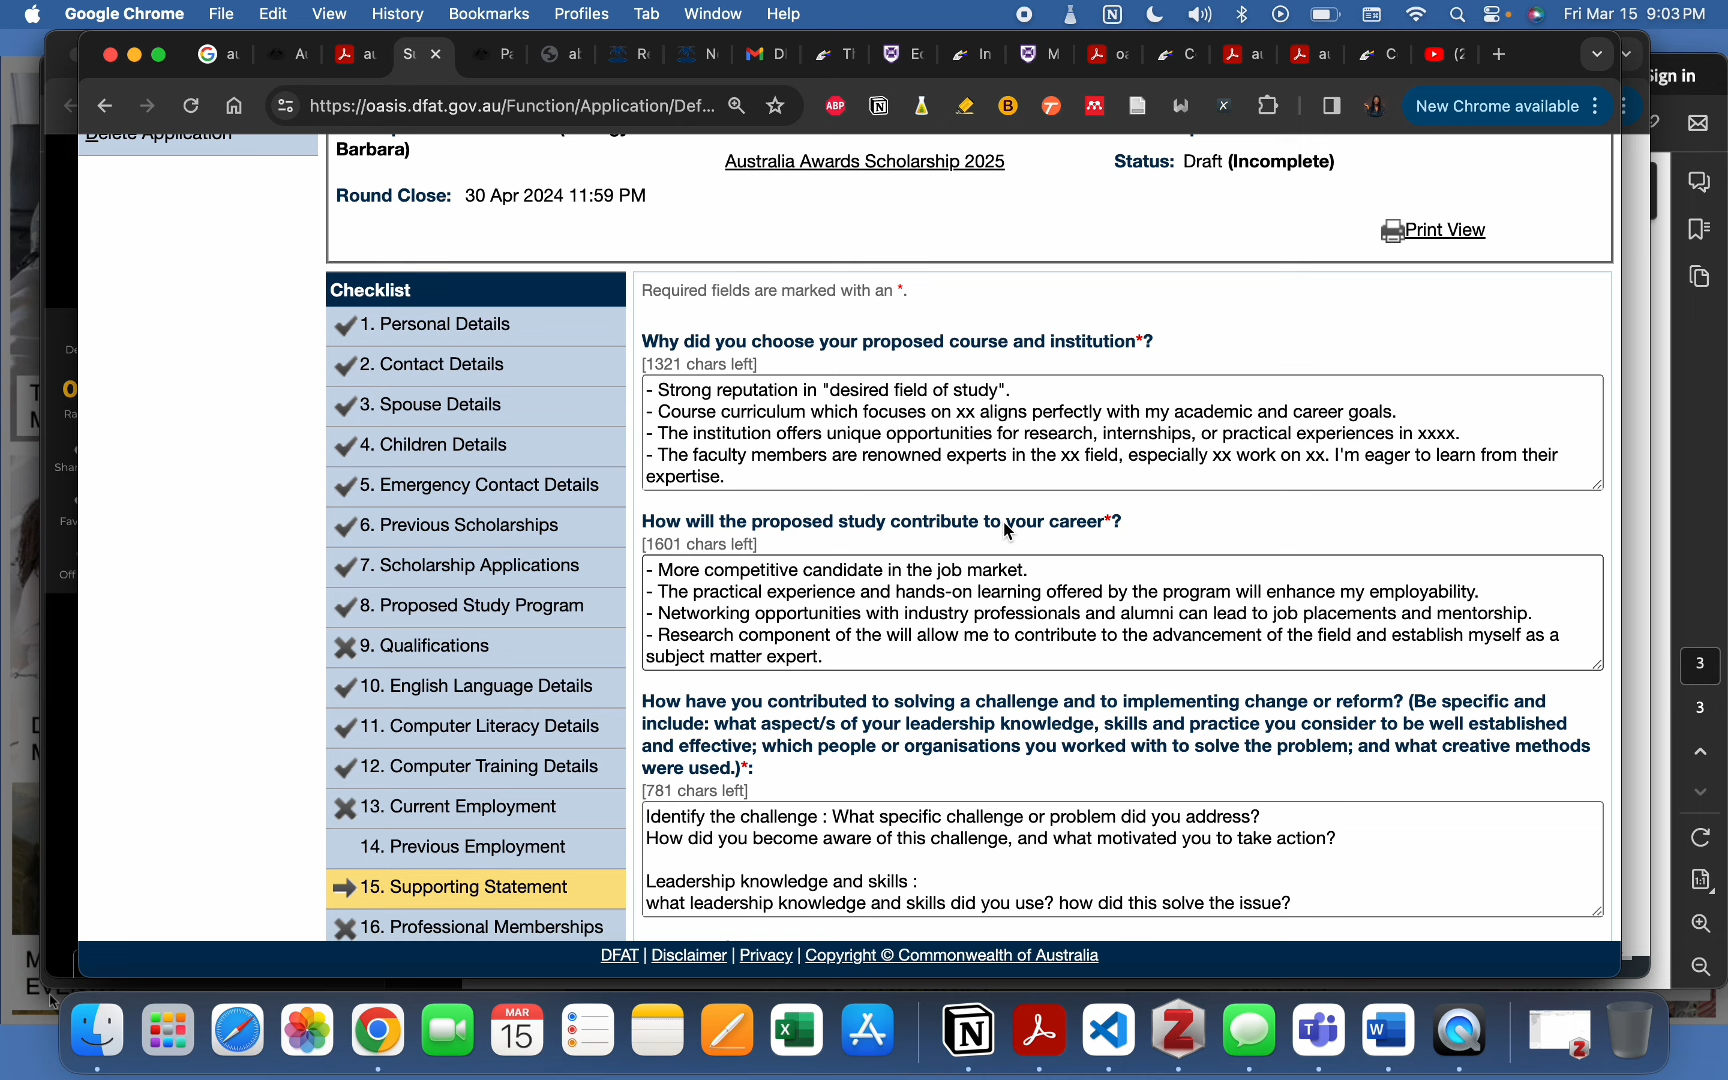 Google Chrome File Edit View History Bookmarks Profiles Tab Window Help Fri Mar 15 9:03 PM
New Chrome available
https://oasis.dfat.gov.au/Function/Application/Def...
Sign in
Delete Application
Barbara)
Australia Awards Scholarship 2025
Status: Draft (Incomplete)
Round Close: 30 Apr 2024 11:59 PM
Print View
Checklist
1. Personal Details
2. Contact Details
3. Spouse Details
4. Children Details
5. Emergency Contact Details
6. Previous Scholarships
7. Scholarship Applications
8. Proposed Study Program
9. Qualifications
10. English Language Details
11. Computer Literacy Details
12. Computer Training Details
13. Current Employment
14. Previous Employment
15. Supporting Statement
16. Professional Memberships
Required fields are marked with an *.
Why did you choose your proposed course and institution*?
[1321 chars left]
- Strong reputation in "desired field of study".
- Course curriculum which focuses on xx aligns perfectly with my academic and career goals.
- The institution offers unique opportunities for research, internships, or practical experiences in xxxx.
- The faculty members are renowned experts in the xx field, especially xx work on xx. I'm eager to learn from their
expertise.
How will the proposed study contribute to your career*?
[1601 chars left]
- More competitive candidate in the job market.
- The practical experience and hands-on learning offered by the program will enhance my employability.
- Networking opportunities with industry professionals and alumni can lead to job placements and mentorship.
- Research component of the will allow me to contribute to the advancement of the field and establish myself as a
subject matter expert.
How have you contributed to solving a challenge and to implementing change or reform? (Be specific and
include: what aspect/s of your leadership knowledge, skills and practice you consider to be well established
and effective; which people or organisations you worked with to solve the problem; and what creative methods
were used.)*:
[781 chars left]
Identify the challenge : What specific challenge or problem did you address?
How did you become aware of this challenge, and what motivated you to take action?
Leadership knowledge and skills :
what leadership knowledge and skills did you use? how did this solve the issue?
DFAT | Disclaimer | Privacy | Copyright © Commonwealth of Australia
3
3
MAR
15